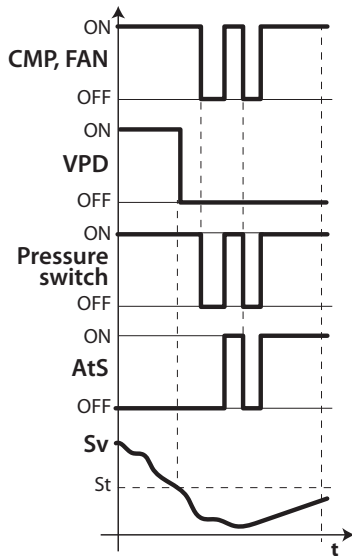 ON
CMP, FAN
OFF
ON
VPD
OFF
ON
Pressure
switch
OFF
ON
AtS
OFF
Sv
St
t